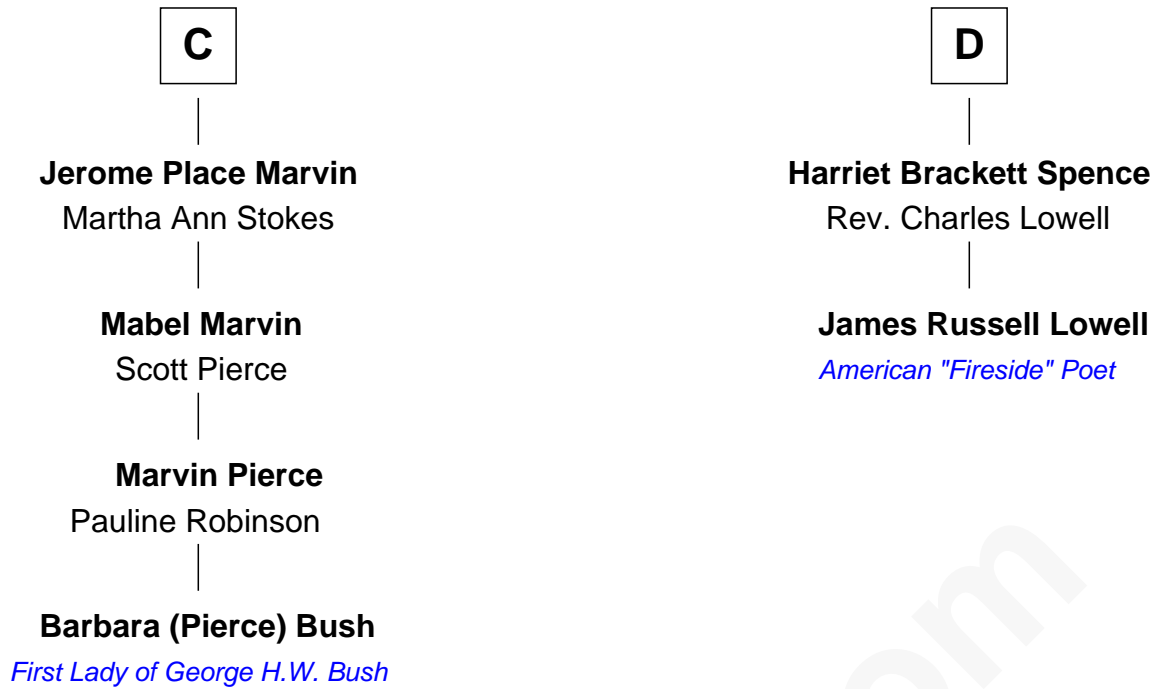 C
Jerome Place Marvin
Martha Ann Stokes
Mabel Marvin
Scott Pierce
Marvin Pierce
Pauline Robinson
Barbara (Pierce) Bush
First Lady of George H.W. Bush
D
Harriet Brackett Spence
Rev. Charles Lowell
James Russell Lowell
American "Fireside" Poet
om